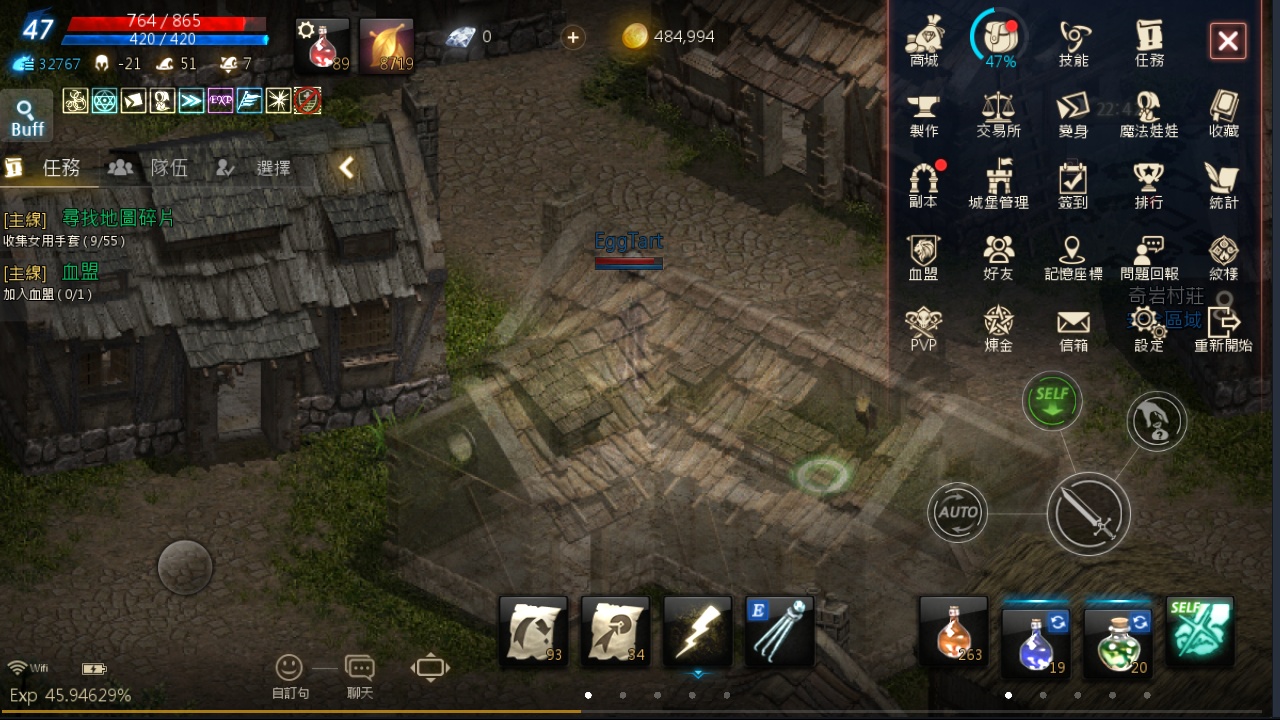 47
764 / 865
420 / 420
32767
-21
51
7
89
8/19
0
484,994
Buff
EXP
任務
隊伍
選擇
[主線] 尋找地圖碎片
收集女用手套 ( 9/55 )
[主線] 血盟
加入血盟 ( 0/1 )
EggTart
商城
47%
技能
任務
製作
交易所
變身
魔法娃娃
收藏
副本
城堡管理
簽到
排行
統計
血盟
好友
記憶座標
問題回報
紋樣
奇岩村莊
區域
PVP
煉金
信箱
設定
重新開始
SELF
AUTO
93
84
E
263
19
20
SELF
Wifi
自訂句
聊天
Exp 45.94629%